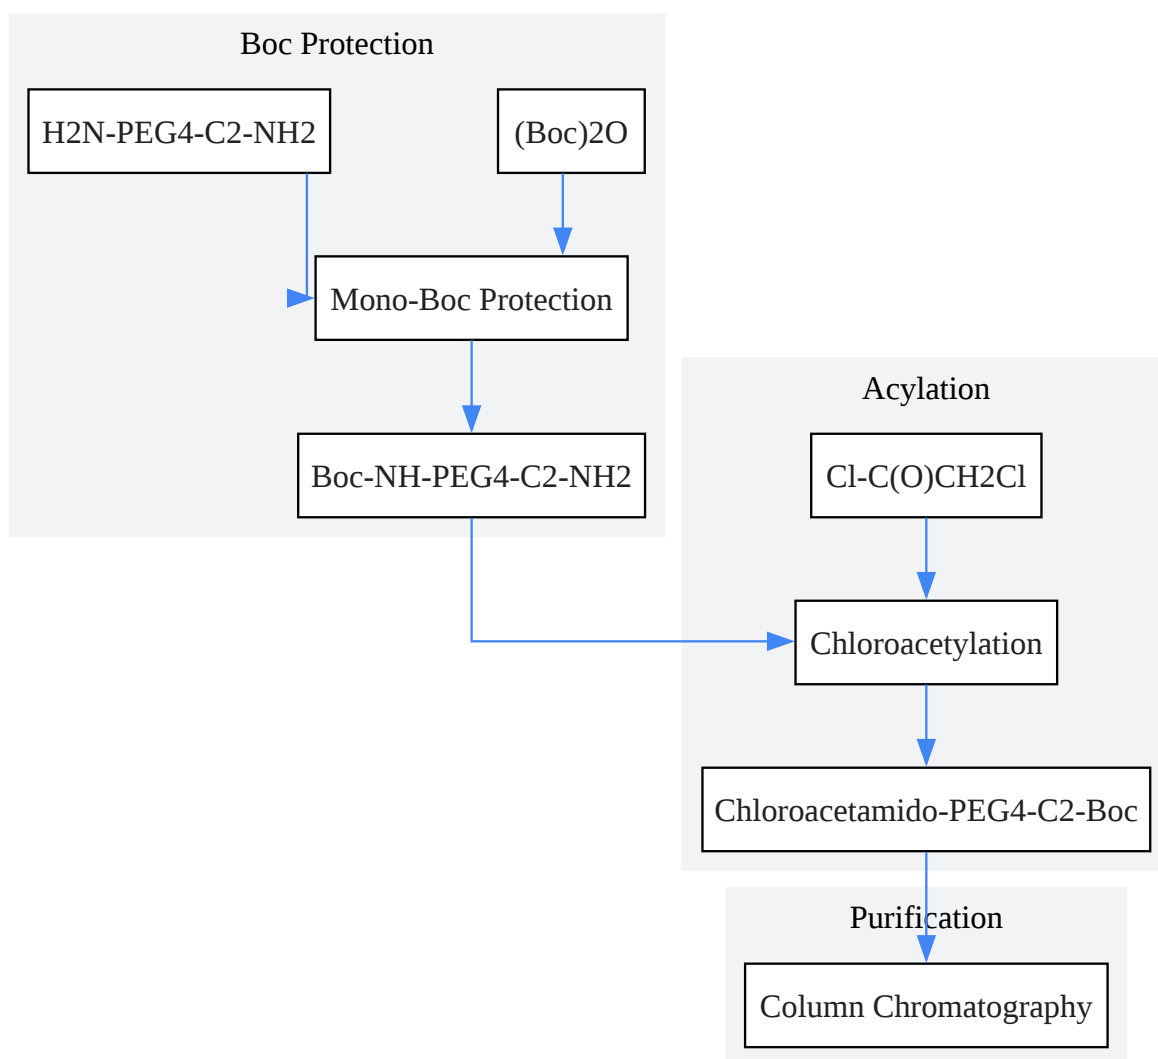 Boc Protection
H2N-PEG4-C2-NH2
(Boc)2O
Mono-Boc Protection
Boc-NH-PEG4-C2-NH2
Acylation
Cl-C(O)CH2Cl
Chloroacetylation
Chloroacetamido-PEG4-C2-Boc
Purification
Column Chromatography